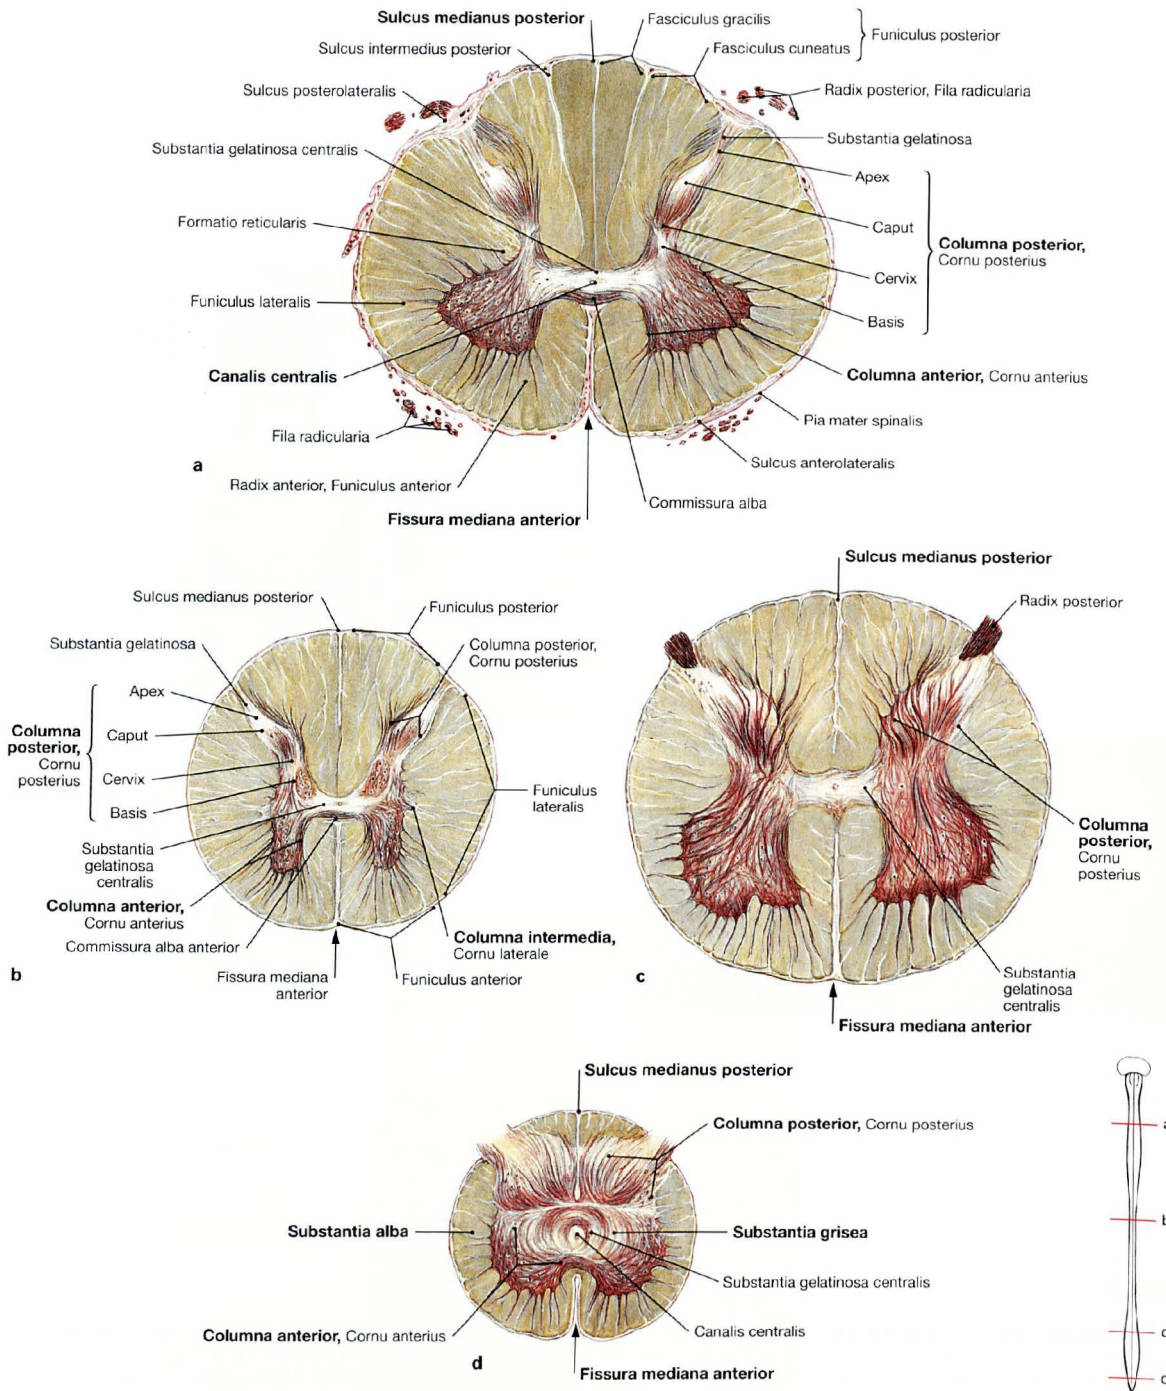 Sulcus medianus posterior
Fasciculus gracilis
Funiculus posterior
Sulcus intermedius posterior
Fasciculus cuneatus
Sulcus posterolateralis
Radix posterior, Fila radicularia
Substantia gelatinosa centralis
Substantia gelatinosa
Apex
Formatio reticularis
Caput
Columna posterior,
Cornu posterius
Cervix
Funiculus lateralis
Basis
Canalis centralis
Columna anterior, Cornu anterius
Pia mater spinalis
Fila radicularia
Sulcus anterolateralis
a
Radix anterior, Funiculus anterior
Commissura alba
Fissura mediana anterior
Sulcus medianus posterior
Funiculus posterior
Substantia gelatinosa
Columna posterior,
Cornu posterius
Apex
Columna
posterior,
Cornu
posterius
Caput
Cervix
Basis
Funiculus
lateralis
Substantia
gelatinosa
centralis
Columna anterior,
Cornu anterius
Commissura alba anterior
Columna intermedia,
Cornu laterale
b
Fissura mediana
anterior
Funiculus anterior
Sulcus medianus posterior
Radix posterior
Columna
posterior,
Cornu
posterius
c
Substantia
gelatinosa
centralis
Fissura mediana anterior
Sulcus medianus posterior
Columna posterior, Cornu posterius
Substantia alba
Substantia grisea
Substantia gelatinosa centralis
Columna anterior, Cornu anterius
Canalis centralis
d
Fissura mediana anterior
a
b